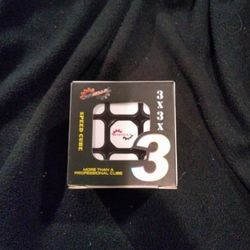 SPEED CUBE
3x3x
3
MORE THAN A
PROFESSIONAL CUBE